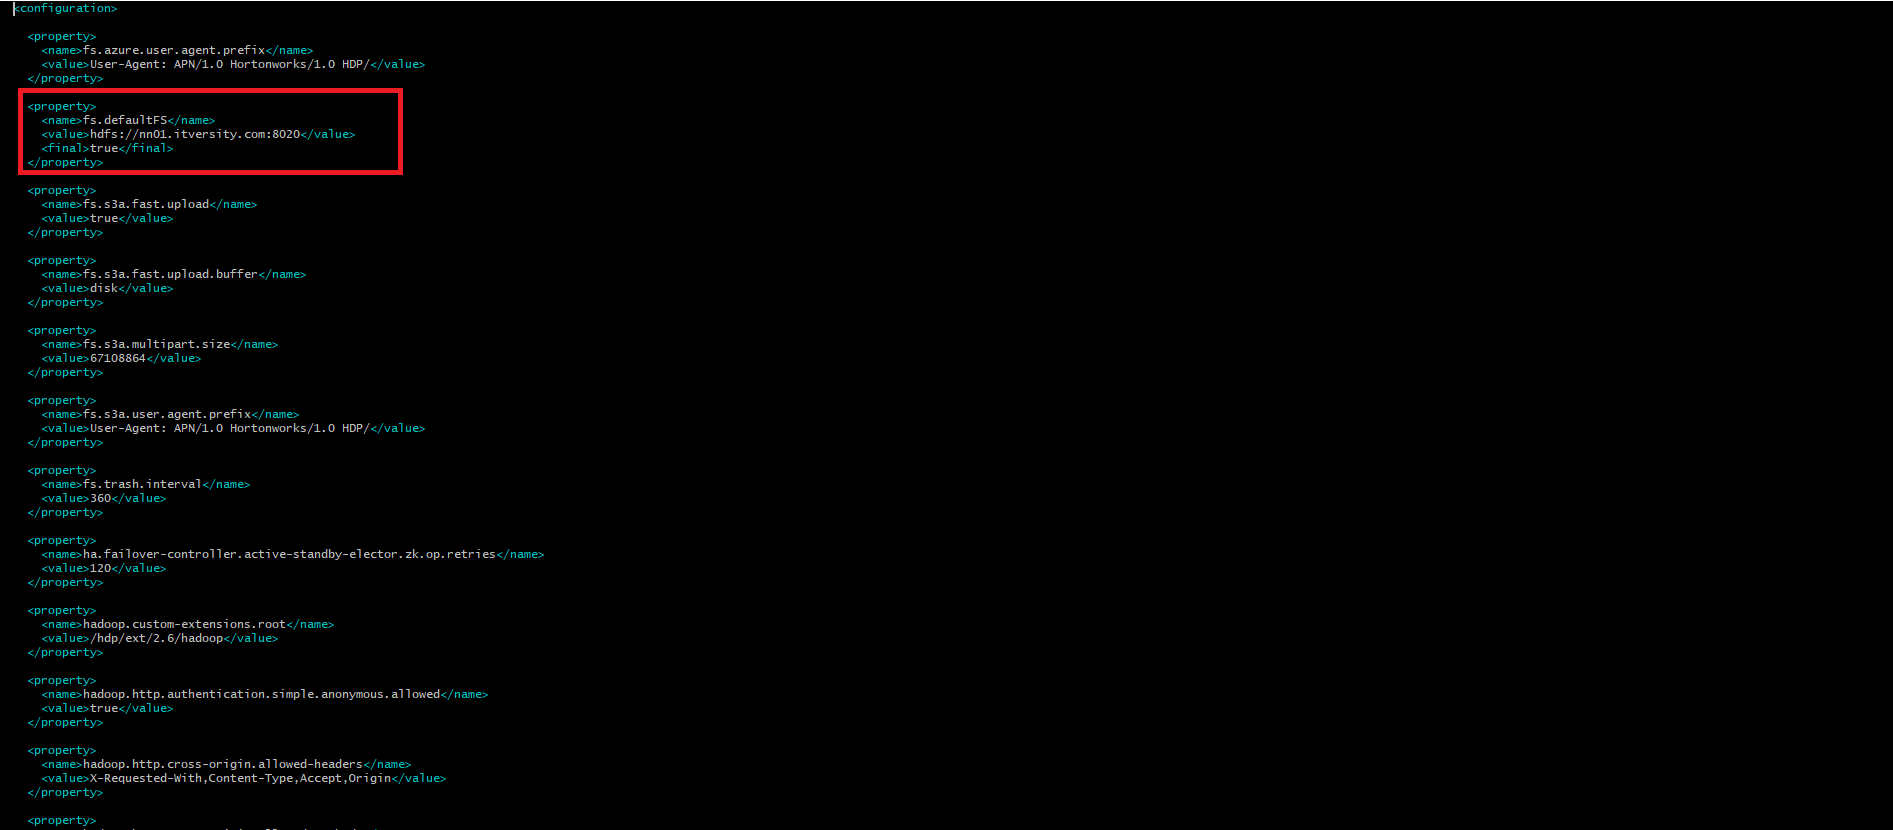 <configuration>
<property>
<name>fs.azure.user.agent.prefix</name>
<value>User-Agent: APN/1.0 Hortonworks/1.0 HDP/</value>
</property>
<property>
<name>fs.defaultFS</name>
<value>hdfs://nn01.itversity.com:8020</value>
<final>true</final>
</property>
<property>
<name>fs.s3a.fast.upload</name>
<value>true</value>
</property>
<property>
<name>fs.s3a.fast.upload.buffer</name>
<value>disk</value>
</property>
<property>
<name>fs.s3a.multipart.size</name>
<value>67108864</value>
</property>
<property>
<name>fs.s3a.user.agent.prefix</name>
<value>User-Agent: APN/1.0 Hortonworks/1.0 HDP/</value>
</property>
<property>
<name>fs.trash.interval</name>
<value>360</value>
</property>
<property>
<name>ha.failover-controller.active-standby-elector.zk.op.retries</name>
<value>120</value>
</property>
<property>
<name>hadoop.custom-extensions.root</name>
<value>/hdp/ext/2.6/hadoop</value>
</property>
<property>
<name>hadoop.http.authentication.simple.anonymous.allowed</name>
<value>true</value>
</property>
<property>
<name>hadoop.http.cross-origin.allowed-headers</name>
<value>X-Requested-With,Content-Type,Accept,Origin</value>
</property>
<property>